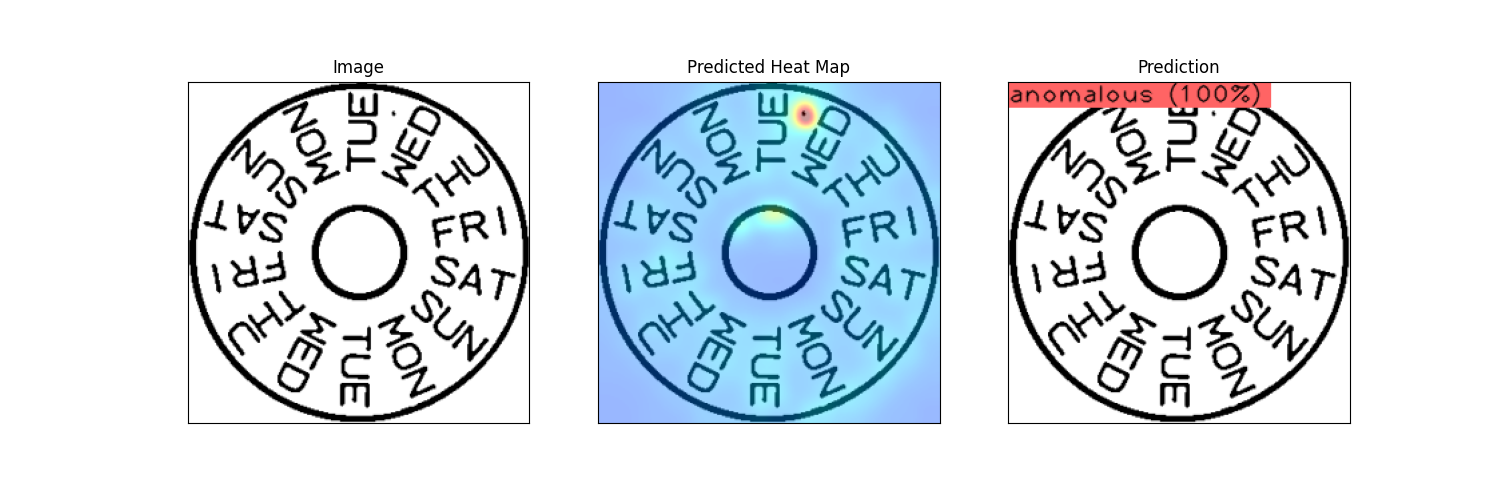 Image
Predicted Heat Map
Prediction
TUE
WED
THU
FRI
SAT
SUN
MON
TUE
WED
THU
FRI
SAT
SUN
MON
TUE
WED
THU
FRI
SAT
SUN
MON
TUE
WED
THU
FRI
SAT
SUN
MON
anomalous (100%)
TUE
WED
THU
FRI
SAT
SUN
MON
TUE
WED
THU
FRI
SAT
SUN
MON